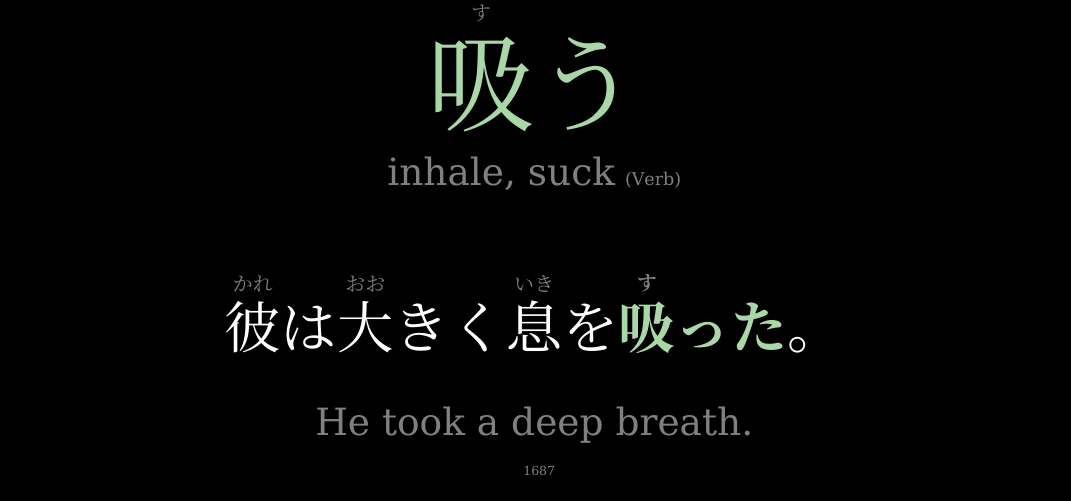 す
吸う
inhale, suck (Verb)
かれ おお いき す
彼は大きく息を吸った。
He took a deep breath.
1687